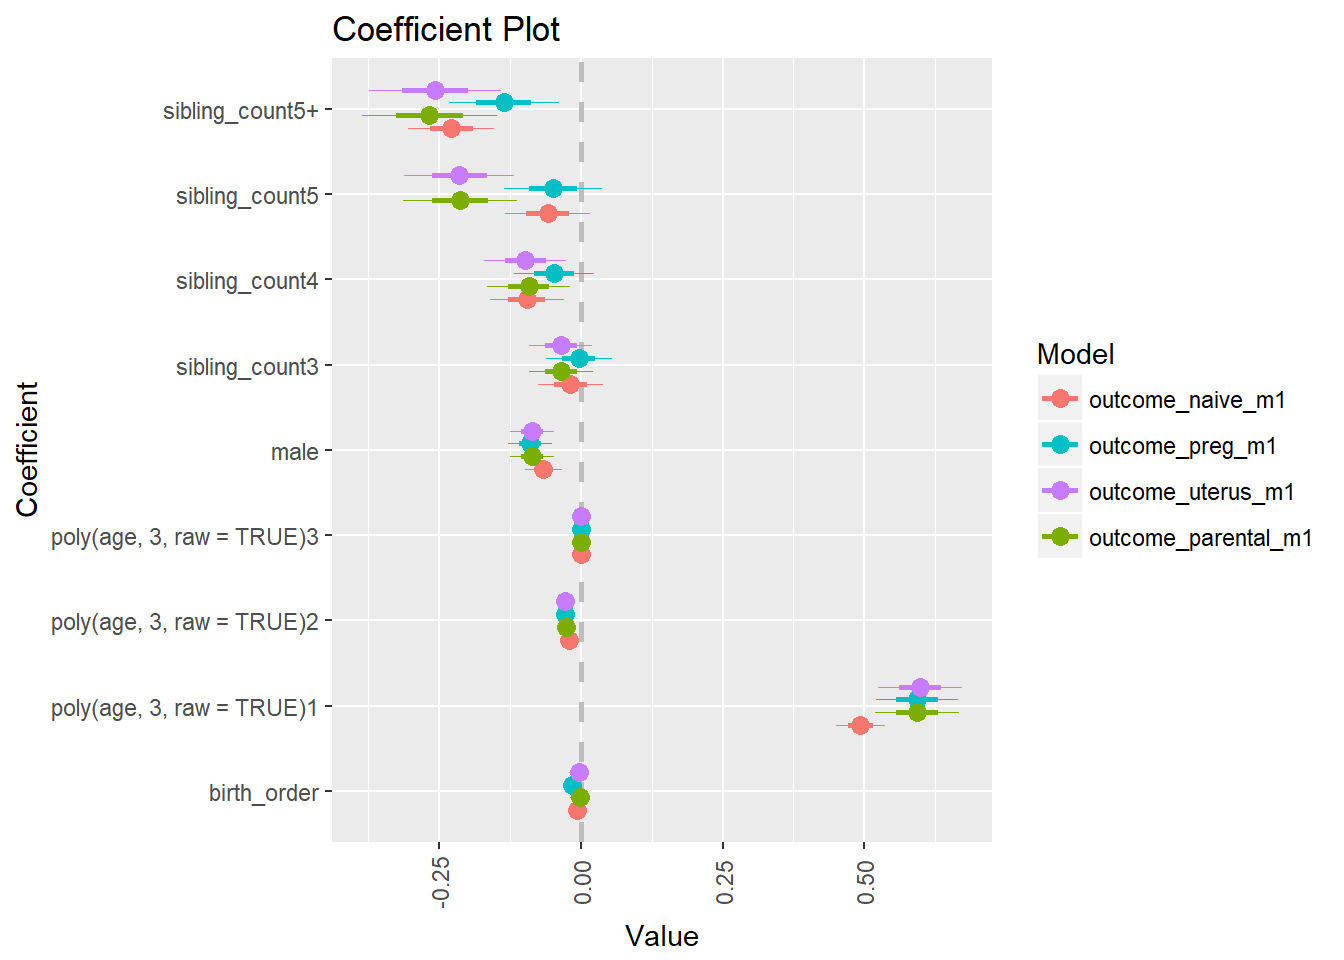 Coefficient Plot
Coefficient
sibling_count5+
sibling_count5
sibling_count4
sibling_count3
male
poly(age, 3, raw = TRUE)3
poly(age, 3, raw = TRUE)2
poly(age, 3, raw = TRUE)1
birth_order
-0.25
0.00
0.25
0.50
Value
Model
outcome_naive_m1
outcome_preg_m1
outcome_uterus_m1
outcome_parental_m1